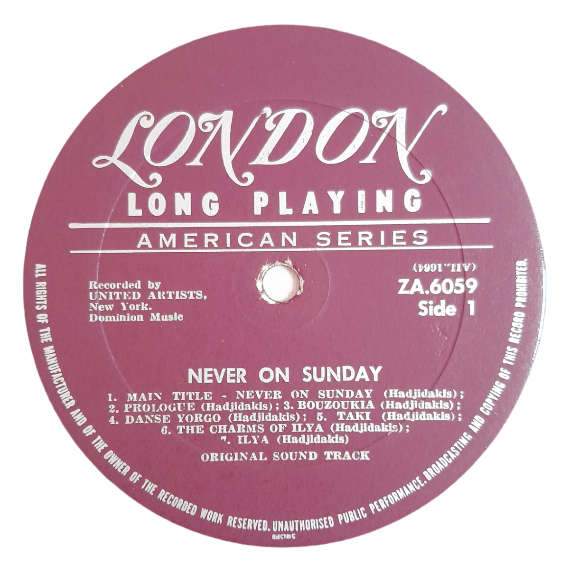 LONDON
LONG PLAYING
AMERICAN SERIES
Recorded by
UNITED ARTISTS,
New York.
Dominion Music
ZA.6059
Side 1
NEVER ON SUNDAY
1. MAIN TITLE - NEVER ON SUNDAY (Hadjidakis);
2. PROLOGUE (Hadjidakis); 3. BOUZOUKIA (Hadjidakis);
4. DANSE YORGO (Hadjidakis); 5. TAKI (Hadjidakis);
6. THE CHARMS OF ILYA (Hadjidakis);
7. ILYA (Hadjidakis)
ORIGINAL SOUND TRACK
ALL RIGHTS OF THE MANUFACTURER AND OF THE OWNER OF THE RECORDED WORK RESERVED. UNAUTHORISED PUBLIC PERFORMANCE, BROADCASTING AND COPYING OF THIS RECORD PROHIBITED.